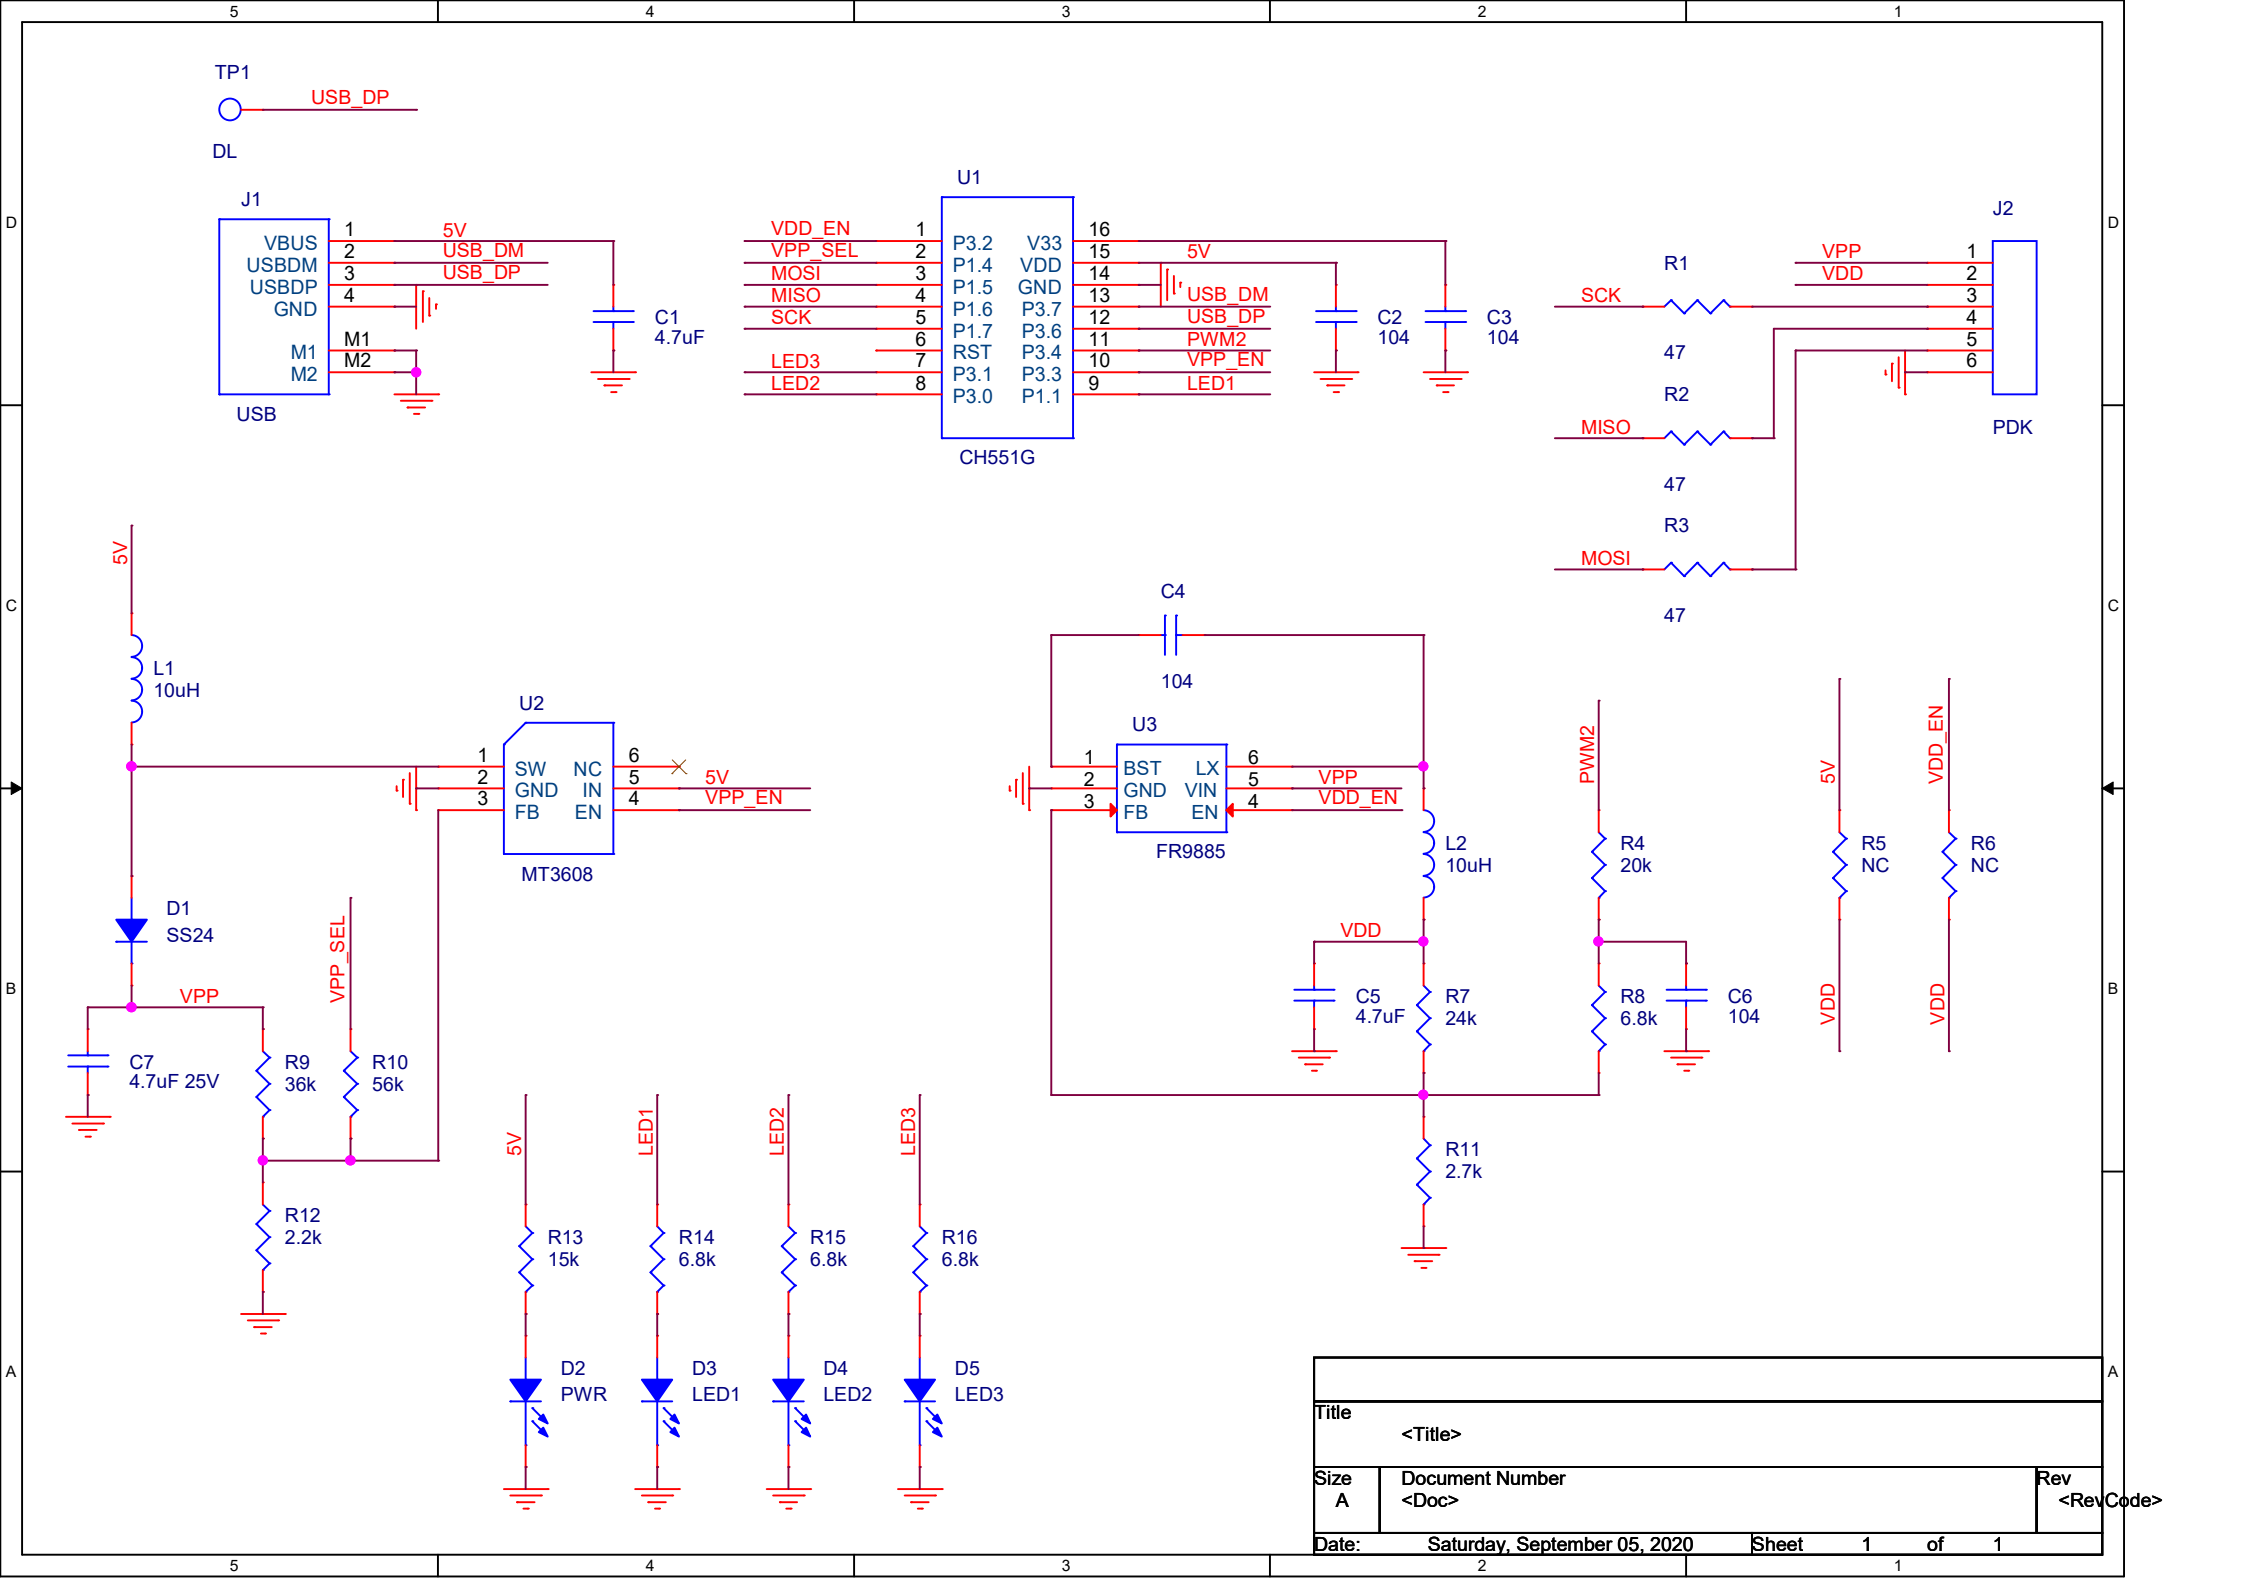 5 4 3 2 1
TP1
USB_DP
DL
J1
VBUS 1 5V
USBDM 2 USB_DM
USBDP 3 USB_DP
GND 4
M1 M1
M2 M2
USB
C1
4.7uF
U1
VDD_EN 1 P3.2 V33 16
VPP_SEL 2 P1.4 VDD 15 5V
MOSI 3 P1.5 GND 14
MISO 4 P1.6 P3.7 13 USB_DM
SCK 5 P1.7 P3.6 12 USB_DP
6 RST P3.4 11 PWM2
LED3 7 P3.1 P3.3 10 VPP_EN
LED2 8 P3.0 P1.1 9 LED1
CH551G
C2
104
C3
104
J2
VPP 1
VDD 2
3
4
5
6
PDK
R1
SCK
47
R2
MISO
47
R3
MOSI
47
D D
C C
B B
A A
5V
L1
10uH
U2
1 SW NC 6
2 GND IN 5 5V
3 FB EN 4 VPP_EN
MT3608
D1
SS24
VPP_SEL
VPP
C7
4.7uF 25V
R9
36k
R10
56k
R12
2.2k
C4
104
U3
1 BST LX 6
2 GND VIN 5 VPP
3 FB EN 4 VDD_EN
FR9885
L2
10uH
VDD
C5
4.7uF
R7
24k
R11
2.7k
PWM2
R4
20k
R8
6.8k
C6
104
5V
R5
NC
VDD
VDD_EN
R6
NC
VDD
5V
R13
15k
D2
PWR
LED1
R14
6.8k
D3
LED1
LED2
R15
6.8k
D4
LED2
LED3
R16
6.8k
D5
LED3
Title
<Title>
Size Document Number Rev
A <Doc> <RevCode>
Date: Saturday, September 05, 2020 Sheet 1 of 1
5 4 3 2 1